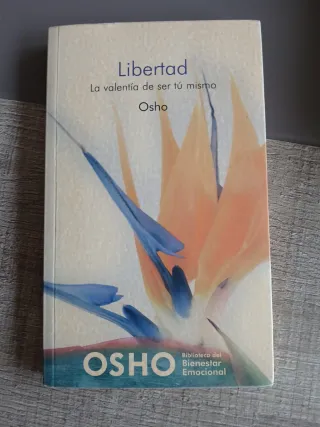 Libertad
La valentía de ser tú mismo
Osho
OSHO
Biblioteca del
Bienestar
Emocional